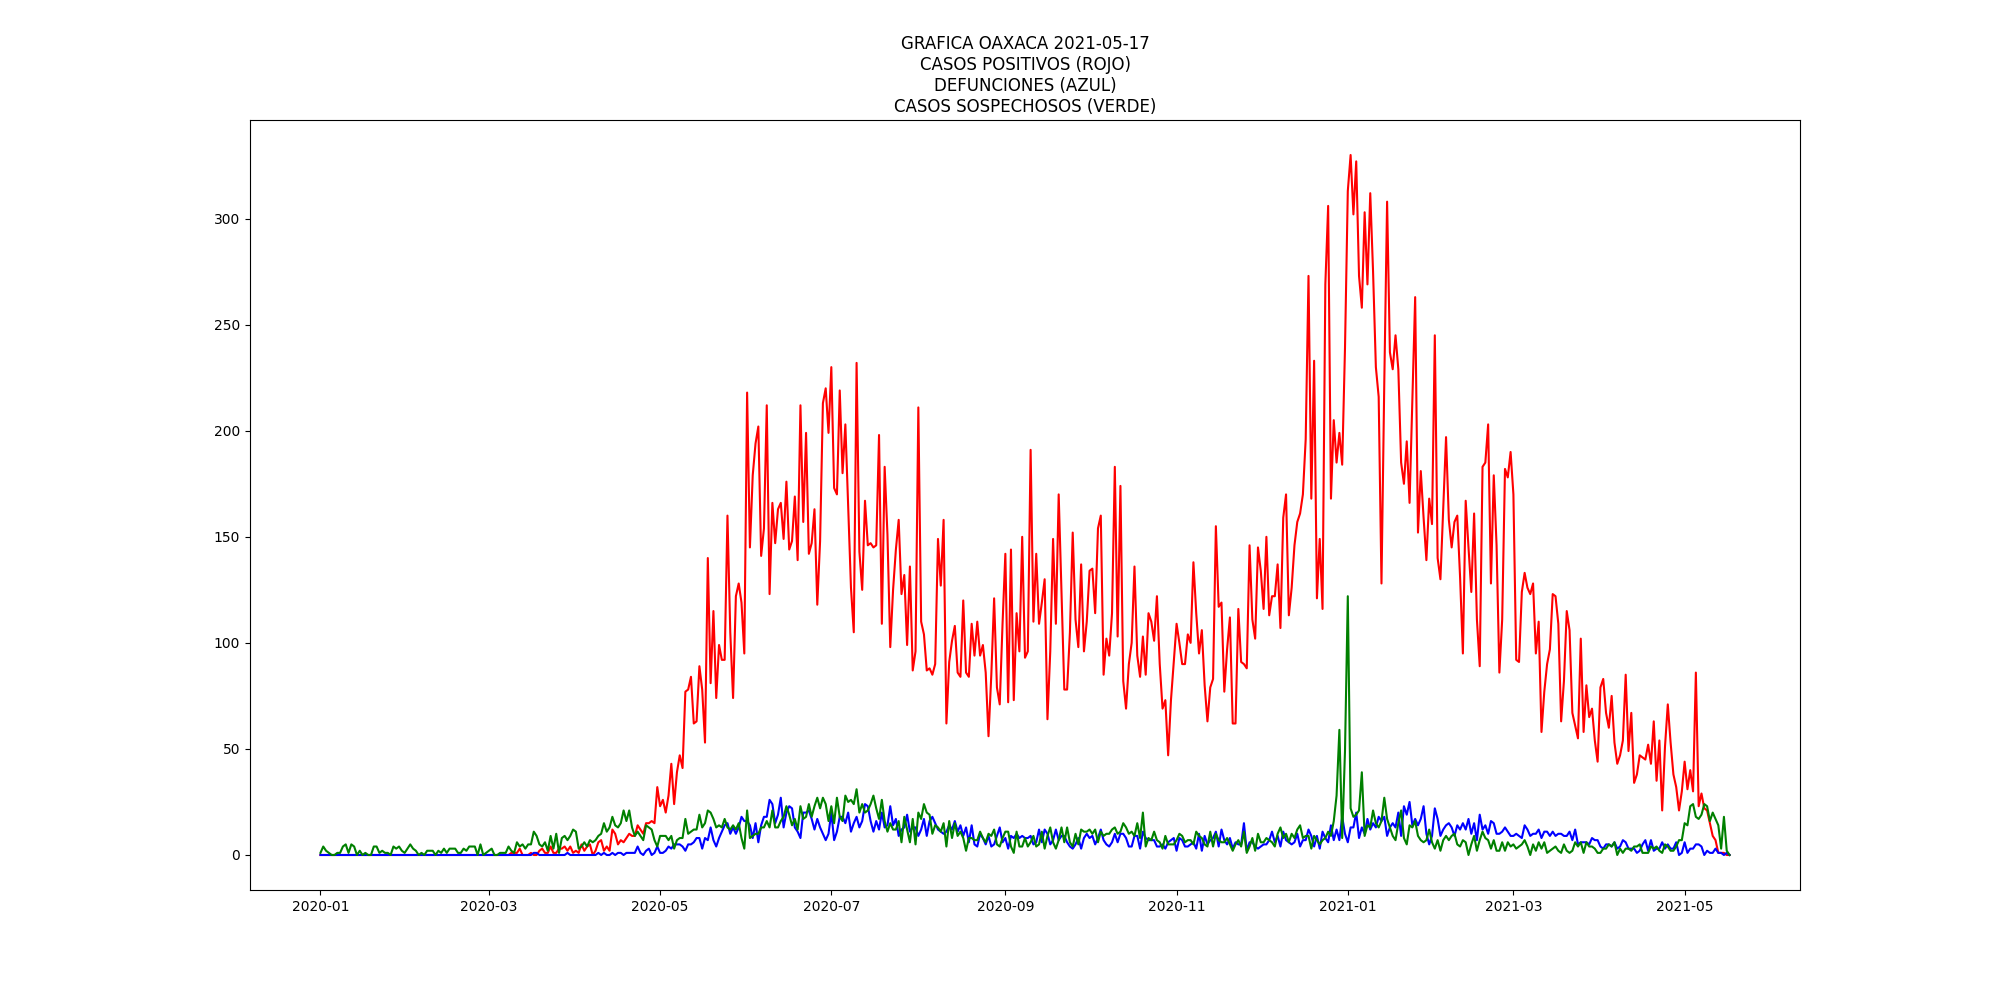 GRAFICA OAXACA 2021-05-17
CASOS POSITIVOS (ROJO)
DEFUNCIONES (AZUL)
CASOS SOSPECHOSOS (VERDE)
300
250
200
150
100
50
0
2020-01 2020-03 2020-05 2020-07 2020-09 2020-11 2021-01 2021-03 2021-05